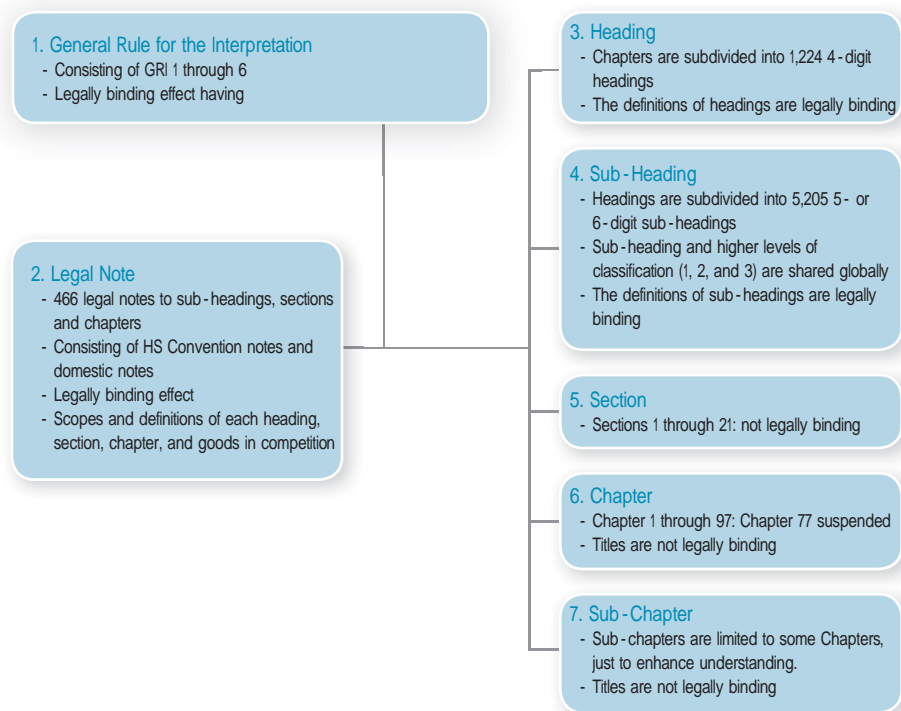 1. General Rule for the Interpretation
- Consisting of GRI 1 through 6
- Legally binding effect having
2. Legal Note
- 466 legal notes to sub-headings, sections
and chapters
- Consisting of HS Convention notes and
domestic notes
- Legally binding effect
- Scopes and definitions of each heading,
section, chapter, and goods in competition
3. Heading
- Chapters are subdivided into 1,224 4-digit
headings
- The definitions of headings are legally binding
4. Sub-Heading
- Headings are subdivided into 5,205 5- or
6-digit sub-headings
- Sub-heading and higher levels of
classification (1, 2, and 3) are shared globally
- The definitions of sub-headings are legally
binding
5. Section
- Sections 1 through 21: not legally binding
6. Chapter
- Chapter 1 through 97: Chapter 77 suspended
- Titles are not legally binding
7. Sub-Chapter
- Sub-chapters are limited to some Chapters,
just to enhance understanding.
- Titles are not legally binding